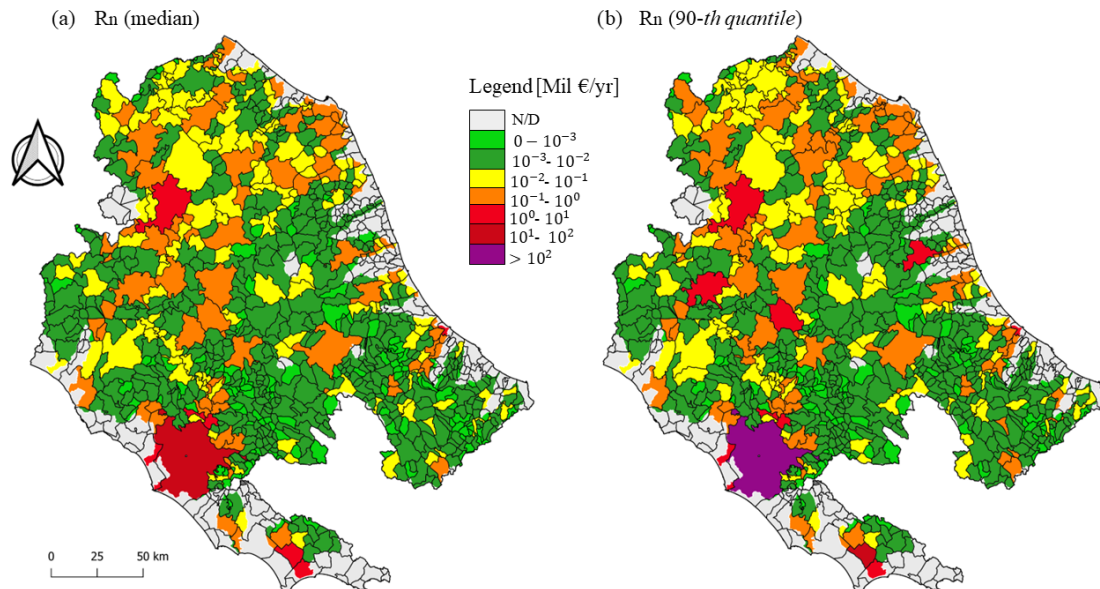 (a) Rn (median)
(b) Rn (90-th quantile)
Legend [Mil €/yr]
N/D
0 – 10⁻³
10⁻³- 10⁻²
10⁻²- 10⁻¹
10⁻¹- 10⁰
10⁰- 10¹
10¹- 10²
> 10²
0 25 50 km